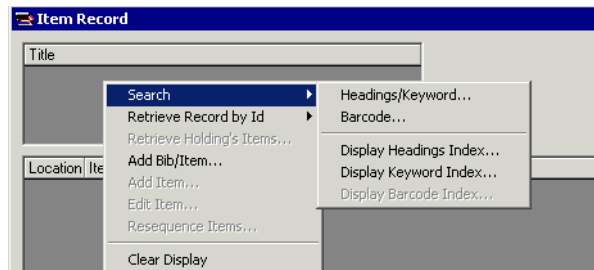 Item Record
Title
Search
Retrieve Record by Id
Retrieve Holding's Items...
Add Bib/Item...
Add Item...
Edit Item...
Resequence Items...
Clear Display
Headings/Keyword...
Barcode...
Display Headings Index...
Display Keyword Index...
Display Barcode Index...
Location Ite